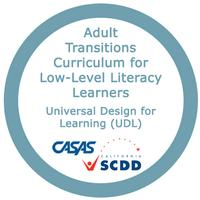 Adult
Transitions
Curriculum for
Low-Level Literacy
Learners
Universal Design for
Learning (UDL)
CASAS
CALIFORNIA
SCDD